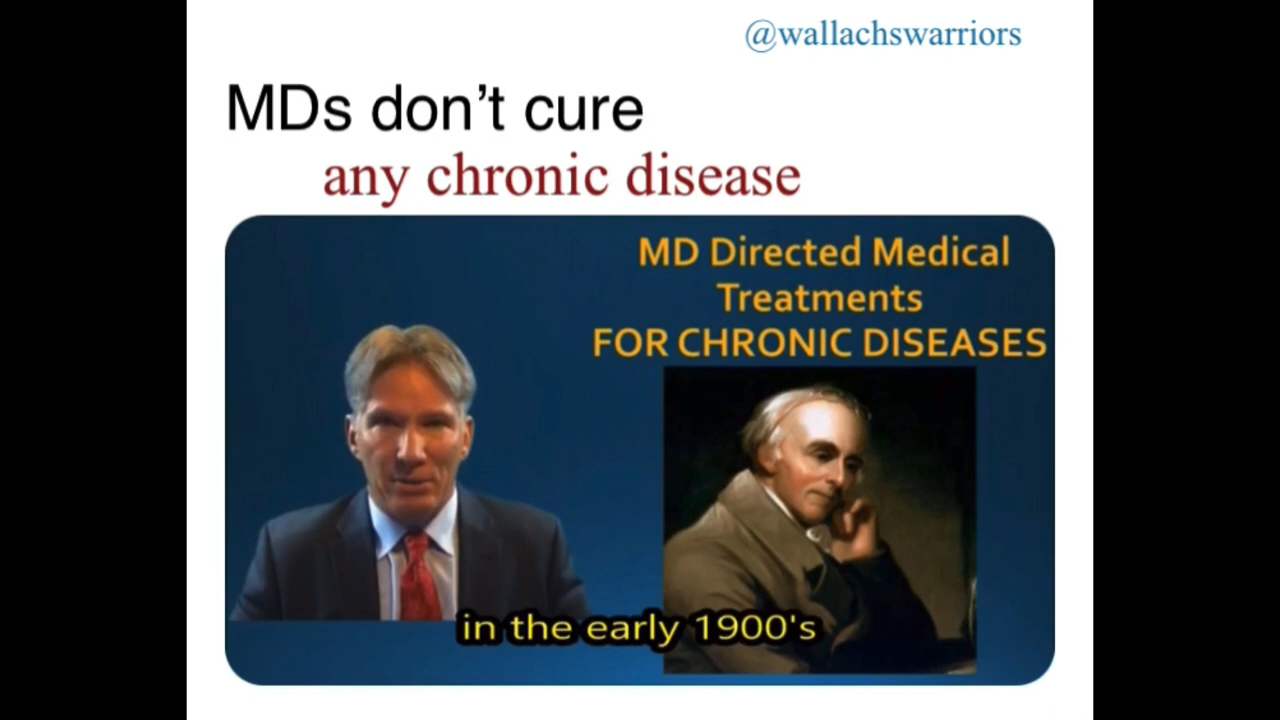 @wallachswarriors
MDs don't cure
any chronic disease
MD Directed Medical
Treatments
FOR CHRONIC DISEASES
in the early 1900's